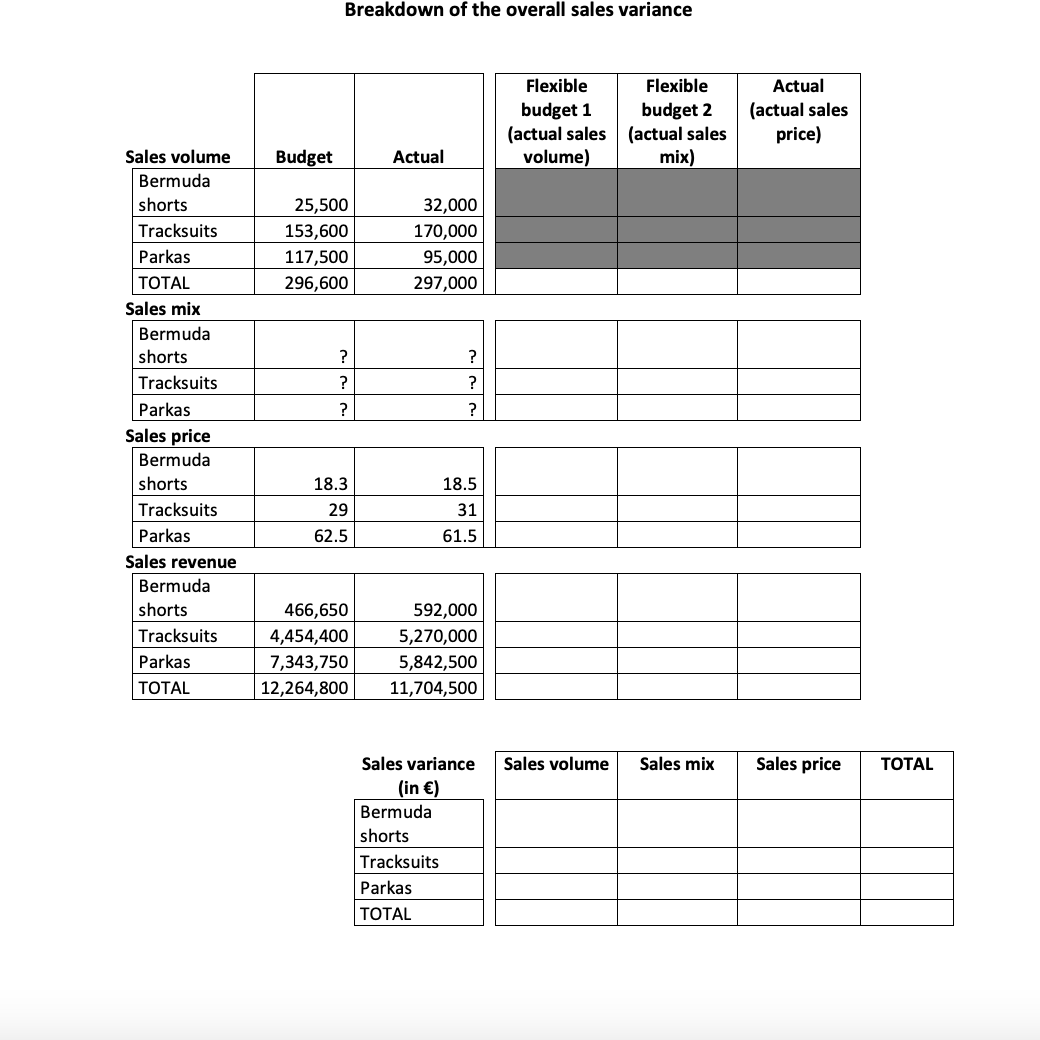 Breakdown of the overall sales variance
Flexible budget 1 (actual sales volume) Flexible budget 2 (actual sales mix) Actual (actual sales price)
Sales volume Budget Actual
Bermuda
shorts 25,500 32,000
Tracksuits 153,600 170,000
Parkas 117,500 95,000
TOTAL 296,600 297,000
Sales mix
Bermuda
shorts ? ?
Tracksuits ? ?
Parkas ? ?
Sales price
Bermuda
shorts 18.3 18.5
Tracksuits 29 31
Parkas 62.5 61.5
Sales revenue
Bermuda
shorts 466,650 592,000
Tracksuits 4,454,400 5,270,000
Parkas 7,343,750 5,842,500
TOTAL 12,264,800 11,704,500
Sales variance Sales volume Sales mix Sales price TOTAL
(in €)
Bermuda
shorts
Tracksuits
Parkas
TOTAL